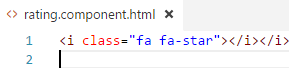 <> rating.component.html ×
1 <i class="fa fa-star"></i></i>
2